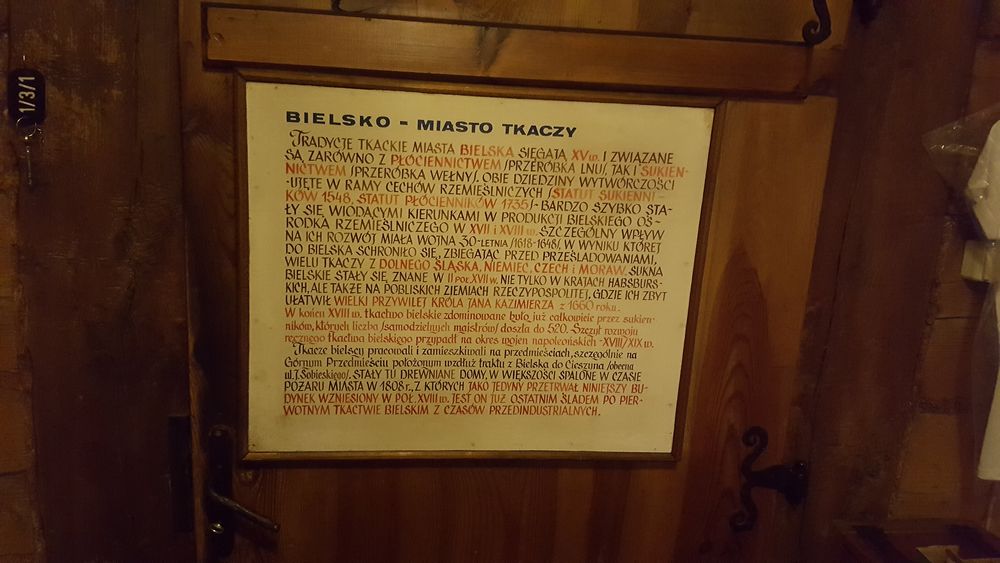 1/3/1
BIELSKO - MIASTO TKACZY
TRADYCJE TKACKIE MIASTA BIELSKA SIĘGAJĄ XV w. I ZWIĄZANE
SĄ ZARÓWNO Z PŁÓCIENNICTWEM /PRZERÓBKA LNU/, JAK I SUKIEN-
NICTWEM /PRZERÓBKA WEŁNY/. OBIE DZIEDZINY WYTWÓRCZOŚCI
-UJĘTE W RAMY CECHÓW RZEMIEŚLNICZYCH /STATUT SUKIENNI-
KÓW 1548, STATUT PŁÓCIENNIKÓW 1735/- BARDZO SZYBKO STA-
ŁY SIĘ WIODĄCYMI KIERUNKAMI W PRODUKCJI BIELSKIEGO OŚ-
RODKA RZEMIEŚLNICZEGO W XVII i XVIII w. SZCZEGÓLNY WPŁYW
NA ICH ROZWÓJ MIAŁA WOJNA 30-LETNIA /1618-1648/, W WYNIKU KTÓREJ
DO BIELSKA SCHRONIŁO SIĘ, ZBIEGAJĄC PRZED PRZEŚLADOWANIAMI,
WIELU TKACZY Z DOLNEGO ŚLĄSKA, NIEMIEC, CZECH i MORAW. SUKNA
BIELSKIE STAŁY SIĘ ZNANE W II POŁ. XVII w. NIE TYLKO W KRAJACH HABSBURS-
KICH, ALE TAKŻE NA POBLISKICH ZIEMIACH RZECZYPOSPOLITEJ, GDZIE ICH ZBYT
UŁATWIŁ WIELKI PRZYWILEJ KRÓLA JANA KAZIMIERZA z 1660 roku.
W końcu XVIII w. tkactwo bielskie zdominowane było już całkowicie przez sukien-
ników, których liczba /samodzielnych majstrów/ doszła do 520. Szczyt rozwoju
ręcznego tkactwa bielskiego przypadł na okres wojen napoleońskich -XVIII/XIX w.
Tkacze bielscy pracowali i zamieszkiwali na przedmieściach, szczególnie na
Górnym Przedmieściu położonym wzdłuż traktu z Bielska do Cieszyna /obecna
ul. J. Sobieskiego/. STAŁY TU DREWNIANE DOMY, W WIĘKSZOŚCI SPALONE W CZASIE
POŻARU MIASTA W 1808 r., Z KTÓRYCH JAKO JEDYNY PRZETRWAŁ NINIEJSZY BU-
DYNEK WZNIESIONY W POŁ. XVIII w. JEST ON JUŻ OSTATNIM ŚLADEM PO PIER-
WOTNYM TKACTWIE BIELSKIM Z CZASÓW PRZEDINDUSTRIALNYCH.